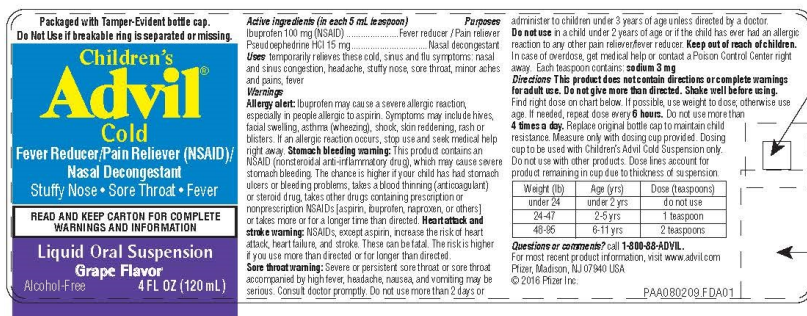 Packaged with Tamper-Evident bottle cap.
Do Not Use if breakable ring is separated or missing.
Children's
Advil®
Cold
Fever Reducer/Pain Reliever (NSAID)/
Nasal Decongestant
Stuffy Nose • Sore Throat • Fever
READ AND KEEP CARTON FOR COMPLETE
WARNINGS AND INFORMATION
Liquid Oral Suspension
Grape Flavor
Alcohol-Free 4 FL OZ (120 mL)
Active ingredients (in each 5 mL teaspoon) Purposes
Ibuprofen 100 mg (NSAID) ..................... Fever reducer / Pain reliever
Pseudoephedrine HCl 15 mg ........................... Nasal decongestant
Uses temporarily relieves these cold, sinus and flu symptoms: nasal
and sinus congestion, headache, stuffy nose, sore throat, minor aches
and pains, fever
Warnings
Allergy alert: Ibuprofen may cause a severe allergic reaction,
especially in people allergic to aspirin. Symptoms may include hives,
facial swelling, asthma (wheezing), shock, skin reddening, rash or
blisters. If an allergic reaction occurs, stop use and seek medical help
right away. Stomach bleeding warning: This product contains an
NSAID (nonsteroidal anti-inflammatory drug), which may cause severe
stomach bleeding. The chance is higher if your child has had stomach
ulcers or bleeding problems, takes a blood thinning (anticoagulant)
or steroid drug, takes other drugs containing prescription or
nonprescription NSAIDs [aspirin, ibuprofen, naproxen, or others]
or takes more or for a longer time than directed. Heart attack and
stroke warning: NSAIDs, except aspirin, increase the risk of heart
attack, heart failure, and stroke. These can be fatal. The risk is higher
if you use more than directed or for longer than directed.
Sore throat warning: Severe or persistent sore throat or sore throat
accompanied by high fever, headache, nausea, and vomiting may be
serious. Consult doctor promptly. Do not use more than 2 days or
administer to children under 3 years of age unless directed by a doctor.
Do not use in a child under 2 years of age or if the child has ever had an allergic
reaction to any other pain reliever/fever reducer. Keep out of reach of children.
In case of overdose, get medical help or contact a Poison Control Center right
away. Each teaspoon contains: sodium 3 mg
Directions This product does not contain directions or complete warnings
for adult use. Do not give more than directed. Shake well before using.
Find right dose on chart below. If possible, use weight to dose; otherwise use
age. If needed, repeat dose every 6 hours. Do not use more than
4 times a day. Replace original bottle cap to maintain child
resistance. Measure only with dosing cup provided. Dosing
cup to be used with Children's Advil Cold Suspension only.
Do not use with other products. Dose lines account for
product remaining in cup due to thickness of suspension.
Weight (lb) Age (yrs) Dose (teaspoons)
under 24 under 2 yrs do not use
24-47 2-5 yrs 1 teaspoon
48-95 6-11 yrs 2 teaspoons
Questions or comments? call 1-800-88-ADVIL.
For most recent product information, visit www.advil.com
Pfizer, Madison, NJ 07940 USA
© 2016 Pfizer Inc.
PAA080209.FDA01